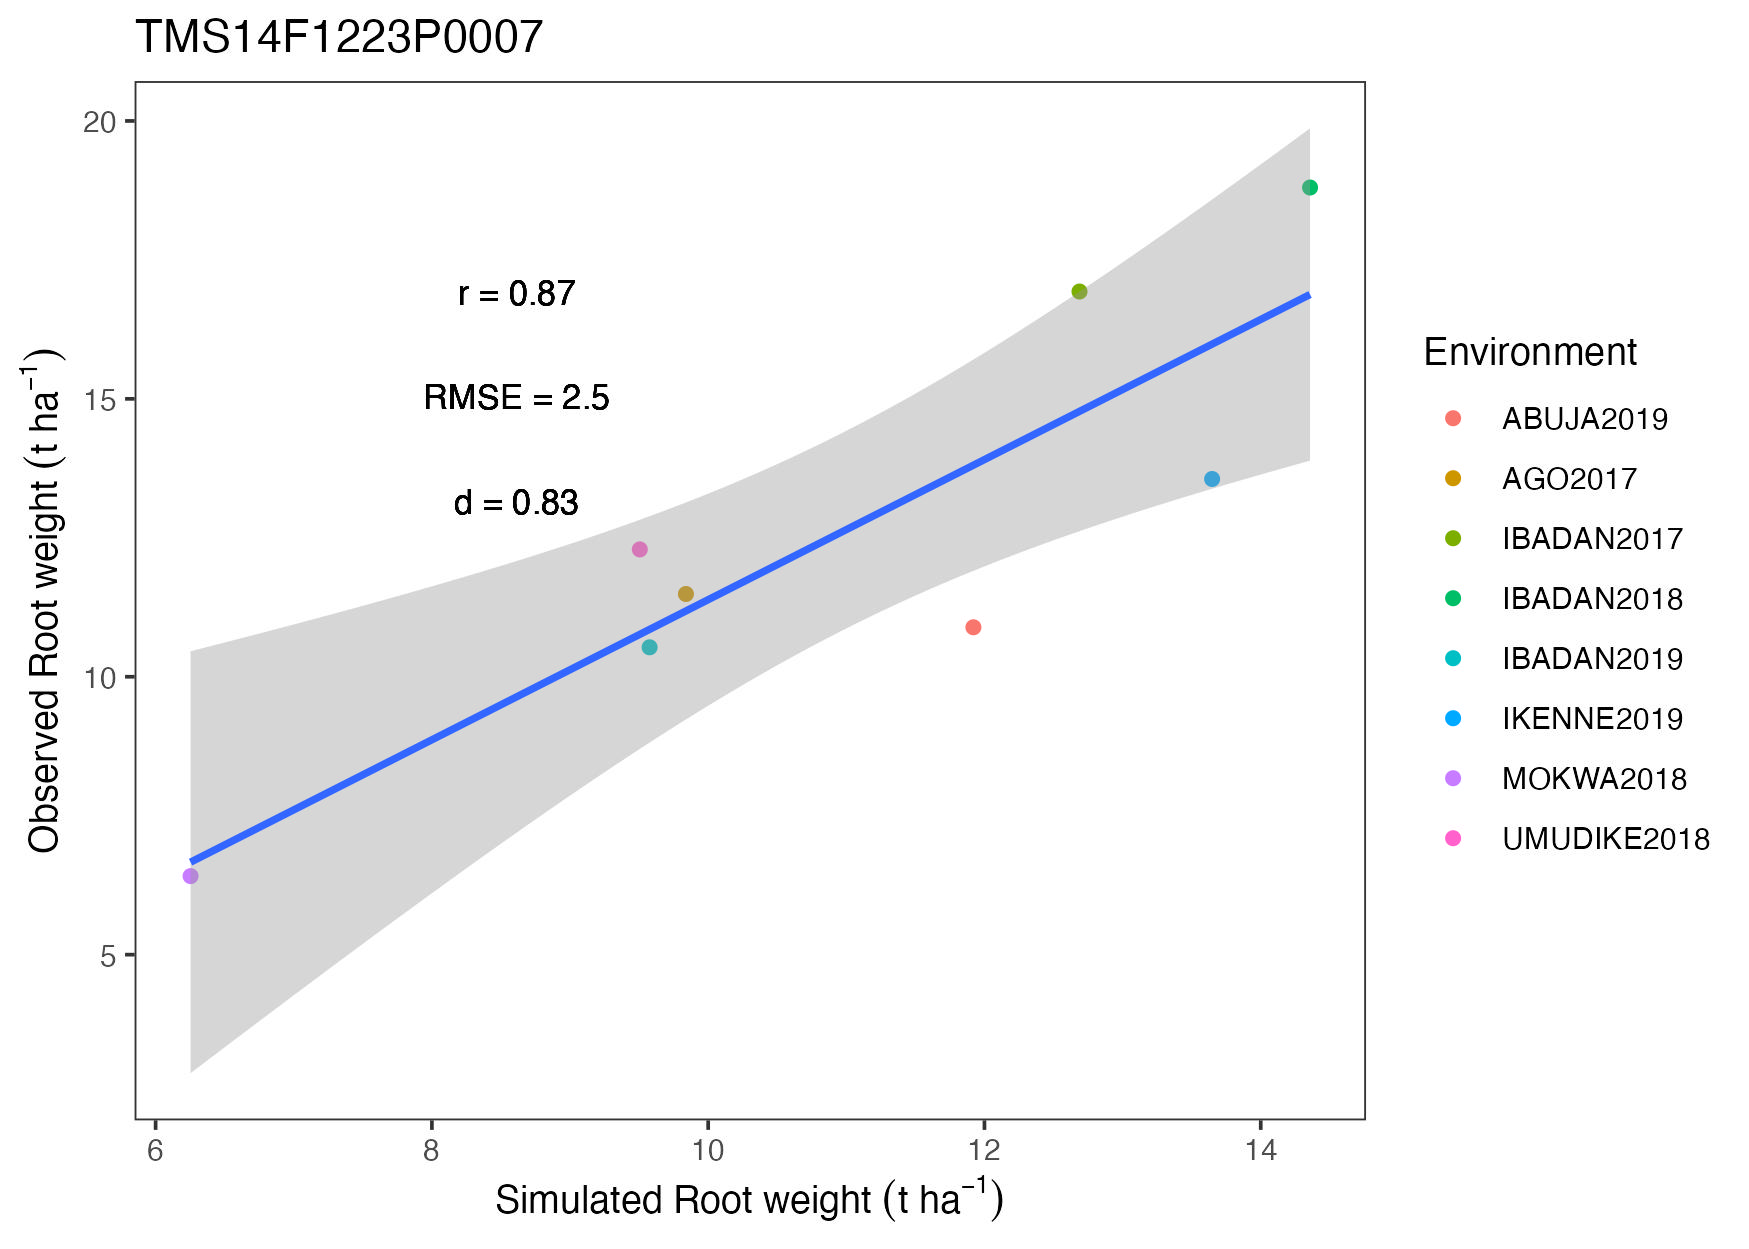 TMS14F1223P0007
20
15
10
5
r = 0.87
RMSE = 2.5
d = 0.83
6
8
10
12
14
Simulated Root weight (t ha⁻¹)
Observed Root weight (t ha⁻¹)
Environment
ABUJA2019
AGO2017
IBADAN2017
IBADAN2018
IBADAN2019
IKENNE2019
MOKWA2018
UMUDIKE2018